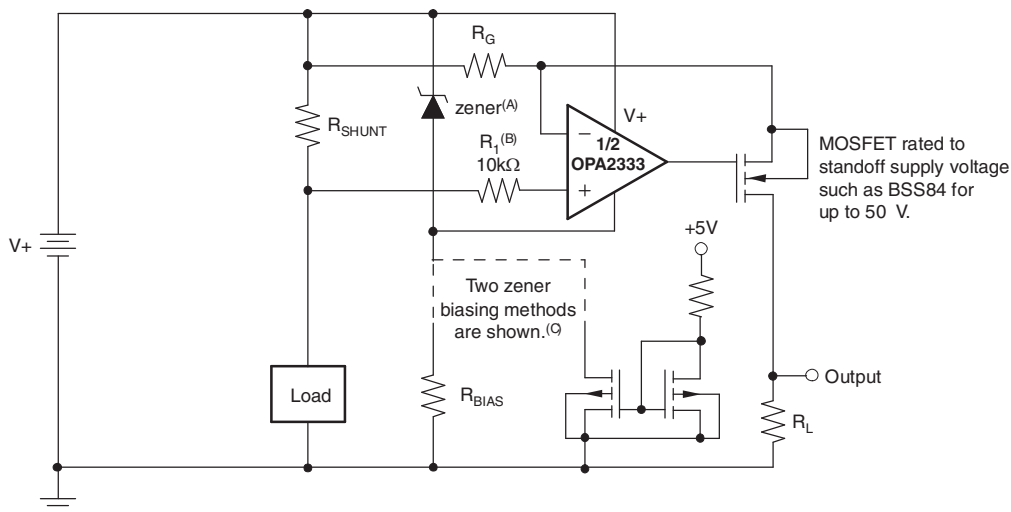 R_G
zener(A)
R_SHUNT
R_1(B)
10kΩ
V+
−
1/2
OPA2333
+
MOSFET rated to
standoff supply voltage
such as BSS84 for
up to 50 V.
+5V
V+
Two zener
biasing methods
are shown.(C)
Load
R_BIAS
Output
R_L